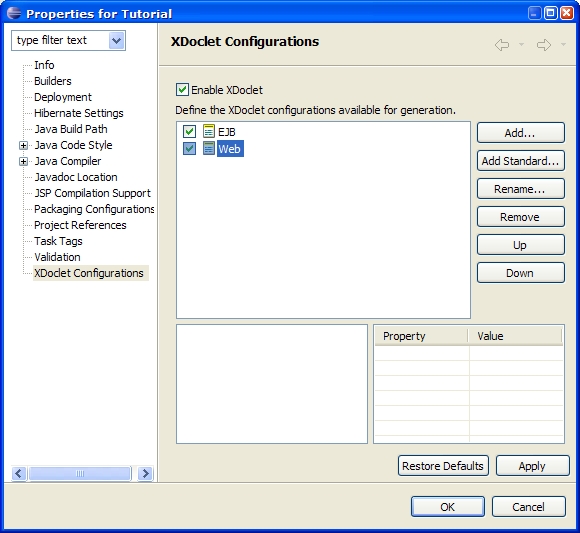 Properties for Tutorial
type filter text
Info
Builders
Deployment
Hibernate Settings
Java Build Path
Java Code Style
Java Compiler
Javadoc Location
JSP Compilation Support
Packaging Configurations
Project References
Task Tags
Validation
XDoclet Configurations
XDoclet Configurations
Enable XDoclet
Define the XDoclet configurations available for generation.
EJB
Web
Add...
Add Standard...
Rename...
Remove
Up
Down
Property Value
Restore Defaults Apply
OK Cancel